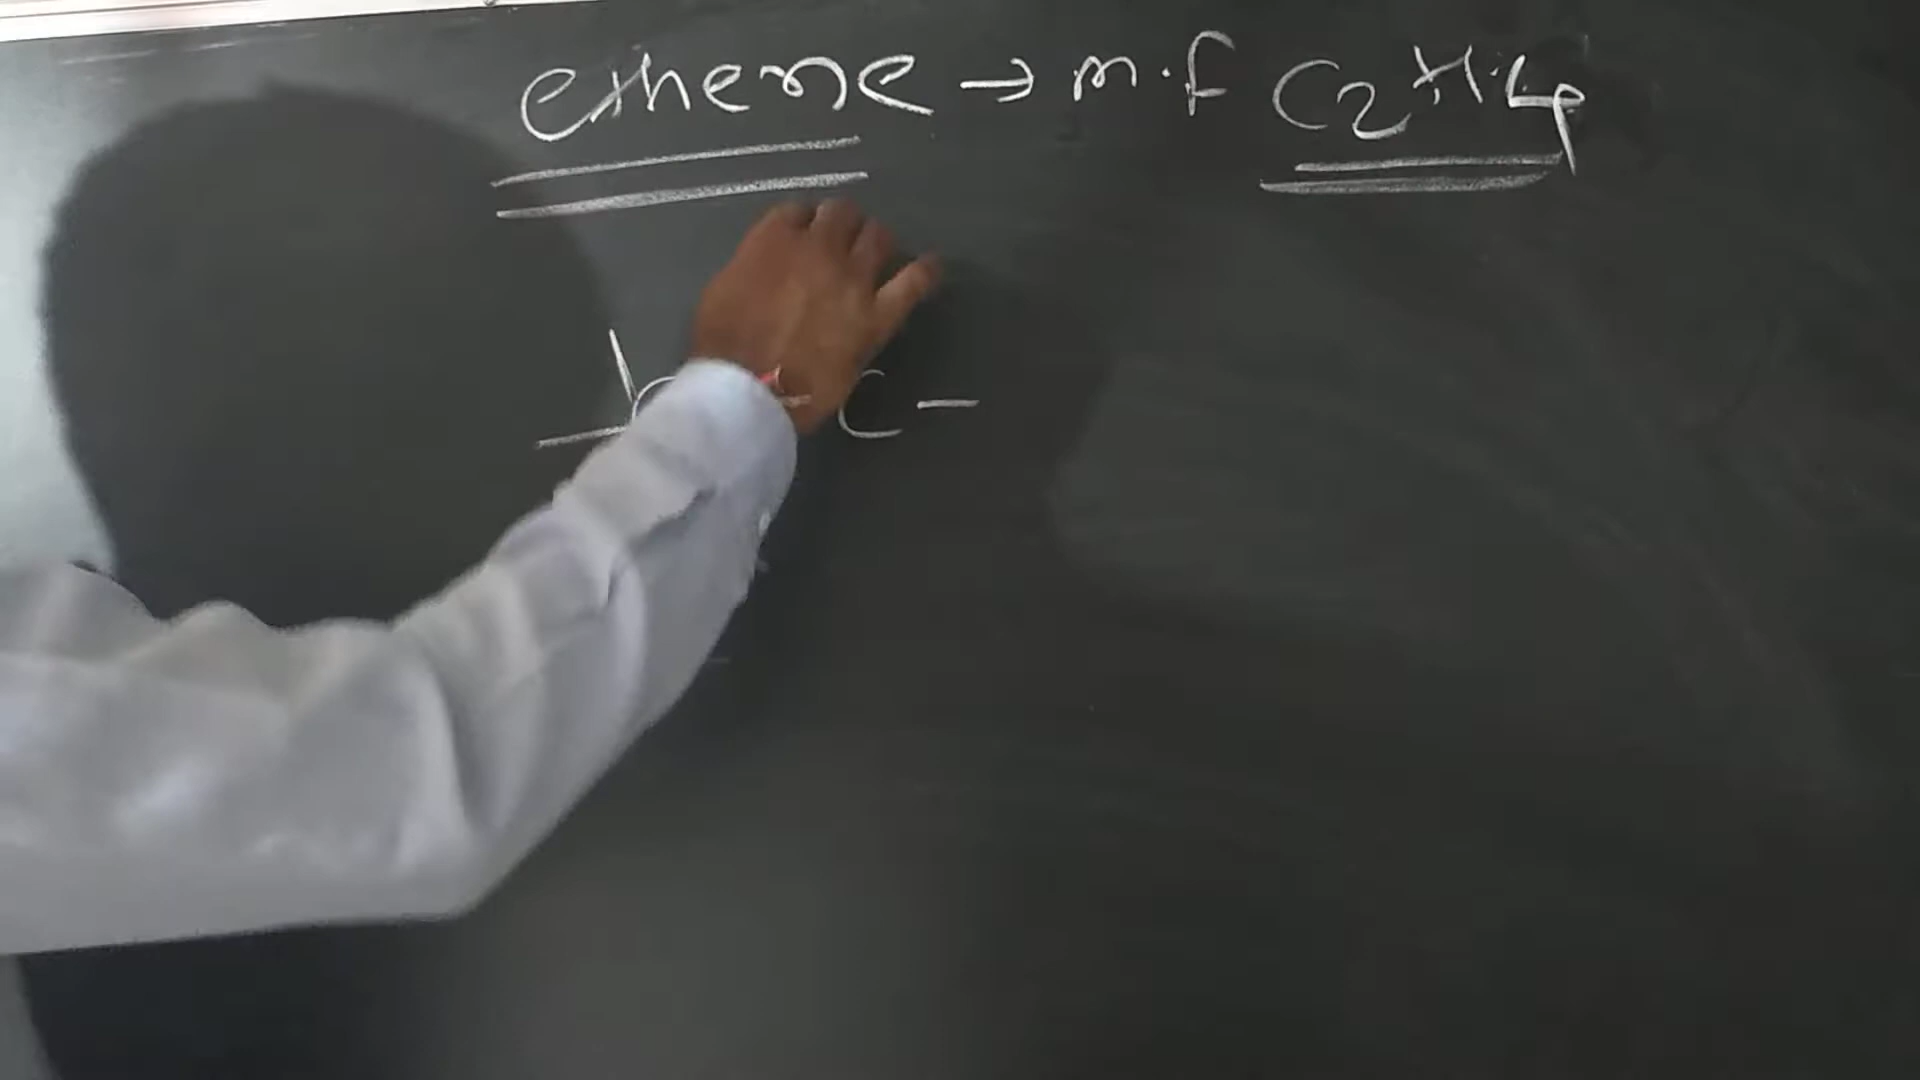 ethene → m.f C2H4
C - C -